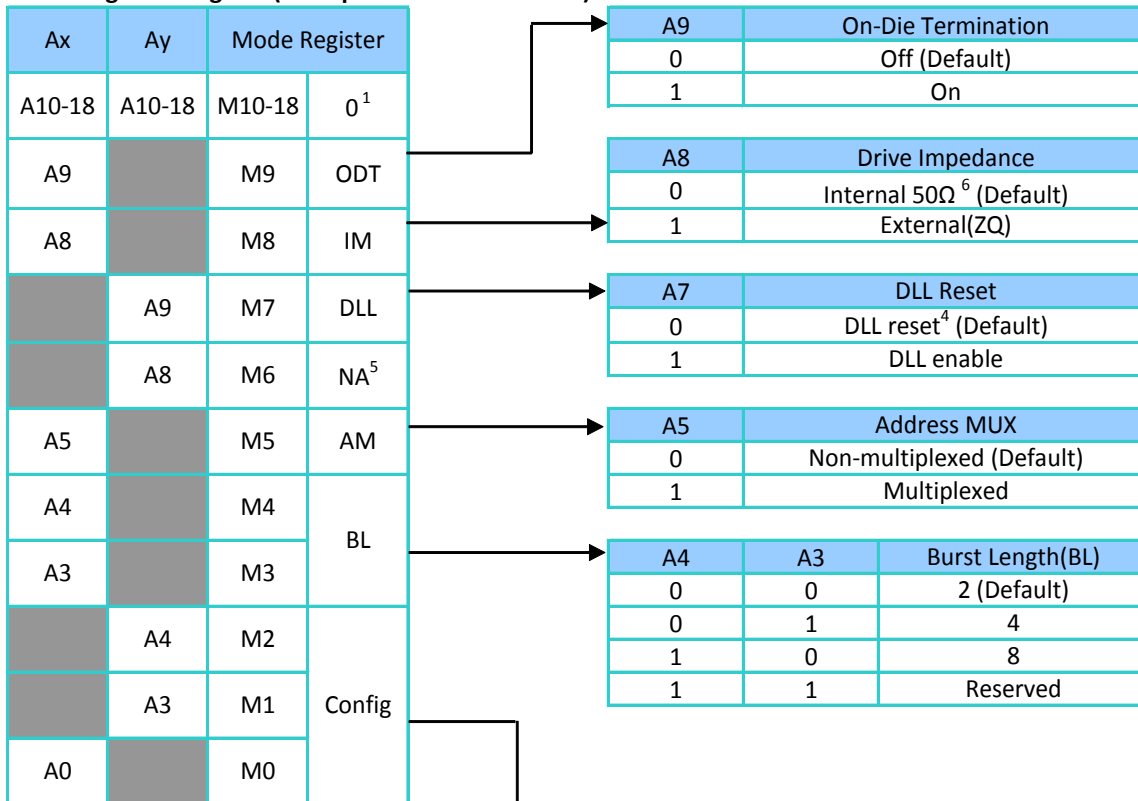 Ax Ay Mode Register
A10-18 A10-18 M10-18 0¹
A9 M9 ODT
A8 M8 IM
A9 M7 DLL
A8 M6 NA⁵
A5 M5 AM
A4 M4
BL
A3 M3
A4 M2
A3 M1 Config
A0 M0
A9 On-Die Termination
0 Off (Default)
1 On
A8 Drive Impedance
0 Internal 50Ω ⁶ (Default)
1 External(ZQ)
A7 DLL Reset
0 DLL reset⁴ (Default)
1 DLL enable
A5 Address MUX
0 Non-multiplexed (Default)
1 Multiplexed
A4 A3 Burst Length(BL)
0 0 2 (Default)
0 1 4
1 0 8
1 1 Reserved